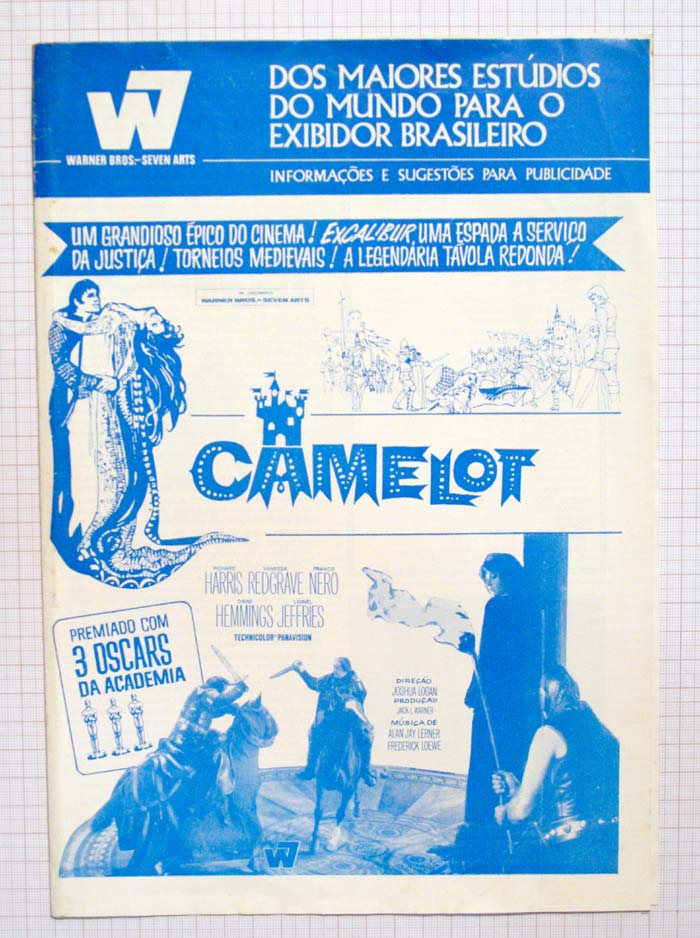 W7
WARNER BROS.–SEVEN ARTS
DOS MAIORES ESTÚDIOS
DO MUNDO PARA O
EXIBIDOR BRASILEIRO
INFORMAÇÕES E SUGESTÕES PARA PUBLICIDADE
UM GRANDIOSO ÉPICO DO CINEMA! EXCALIBUR, UMA ESPADA A SERVIÇO
DA JUSTIÇA! TORNEIOS MEDIEVAIS! A LEGENDÁRIA TÁVOLA REDONDA!
WARNER BROS.–SEVEN ARTS
CAMELOT
RICHARD VANESSA FRANCO
HARRIS REDGRAVE NERO
DAVID LIONEL
HEMMINGS JEFFRIES
TECHNICOLOR® PANAVISION
PREMIADO COM
3 OSCARS
DA ACADEMIA
DIREÇÃO
JOSHUA LOGAN
PRODUÇÃO
JACK L. WARNER
MÚSICA DE
ALAN JAY LERNER
FREDERICK LOEWE
W7